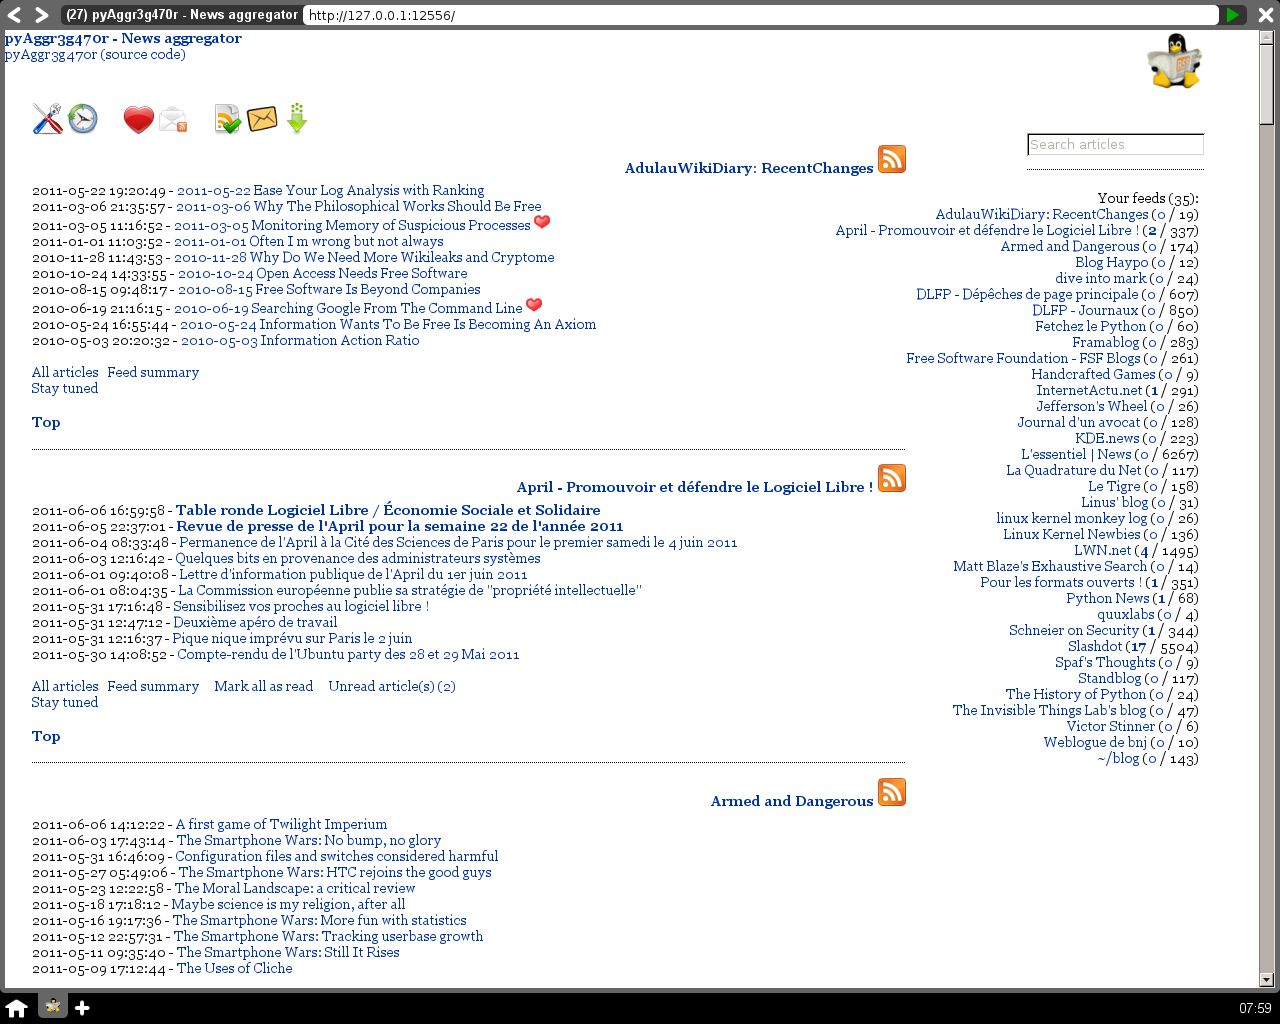 (27) pyAggr3g470r - News aggregator http://127.0.0.1:12556/
pyAggr3g470r - News aggregator
pyAggr3g470r (source code)
Search articles
AdulauWikiDiary: RecentChanges
2011-05-22 19:20:49 - 2011-05-22 Ease Your Log Analysis with Ranking
2011-03-06 21:35:57 - 2011-03-06 Why The Philosophical Works Should Be Free
2011-03-05 11:16:52 - 2011-03-05 Monitoring Memory of Suspicious Processes
2011-01-01 11:03:52 - 2011-01-01 Often I m wrong but not always
2010-11-28 11:43:53 - 2010-11-28 Why Do We Need More Wikileaks and Cryptome
2010-10-24 14:33:55 - 2010-10-24 Open Access Needs Free Software
2010-08-15 09:48:17 - 2010-08-15 Free Software Is Beyond Companies
2010-06-19 21:16:15 - 2010-06-19 Searching Google From The Command Line
2010-05-24 16:55:44 - 2010-05-24 Information Wants To Be Free Is Becoming An Axiom
2010-05-03 20:20:32 - 2010-05-03 Information Action Ratio
All articles Feed summary
Stay tuned
Top
April - Promouvoir et défendre le Logiciel Libre !
2011-06-06 16:59:58 - Table ronde Logiciel Libre / Économie Sociale et Solidaire
2011-06-05 22:37:01 - Revue de presse de l'April pour la semaine 22 de l'année 2011
2011-06-04 08:33:48 - Permanence de l'April à la Cité des Sciences de Paris pour le premier samedi le 4 juin 2011
2011-06-03 12:16:42 - Quelques bits en provenance des administrateurs systèmes
2011-06-01 09:40:08 - Lettre d'information publique de l'April du 1er juin 2011
2011-06-01 08:04:35 - La Commission européenne publie sa stratégie de "propriété intellectuelle"
2011-05-31 17:16:48 - Sensibilisez vos proches au logiciel libre !
2011-05-31 12:47:12 - Deuxième apéro de travail
2011-05-31 12:16:37 - Pique nique imprévu sur Paris le 2 juin
2011-05-30 14:08:52 - Compte-rendu de l'Ubuntu party des 28 et 29 Mai 2011
All articles Feed summary Mark all as read Unread article(s) (2)
Stay tuned
Top
Armed and Dangerous
2011-06-06 14:12:22 - A first game of Twilight Imperium
2011-06-03 17:43:14 - The Smartphone Wars: No bump, no glory
2011-05-31 16:46:09 - Configuration files and switches considered harmful
2011-05-27 05:49:06 - The Smartphone Wars: HTC rejoins the good guys
2011-05-23 12:22:58 - The Moral Landscape: a critical review
2011-05-18 17:18:12 - Maybe science is my religion, after all
2011-05-16 19:17:36 - The Smartphone Wars: More fun with statistics
2011-05-12 22:57:31 - The Smartphone Wars: Tracking userbase growth
2011-05-11 09:35:40 - The Smartphone Wars: Still It Rises
2011-05-09 17:12:44 - The Uses of Cliche
Your feeds (35):
AdulauWikiDiary: RecentChanges (0 / 19)
April - Promouvoir et défendre le Logiciel Libre ! (2 / 337)
Armed and Dangerous (0 / 174)
Blog Haypo (0 / 12)
dive into mark (0 / 24)
DLFP - Dépêches de page principale (0 / 607)
DLFP - Journaux (0 / 850)
Fetchez le Python (0 / 60)
Framablog (0 / 283)
Free Software Foundation - FSF Blogs (0 / 261)
Handcrafted Games (0 / 9)
InternetActu.net (1 / 291)
Jefferson's Wheel (0 / 26)
Journal d'un avocat (0 / 128)
KDE.news (0 / 223)
L'essentiel | News (0 / 6267)
La Quadrature du Net (0 / 117)
Le Tigre (0 / 158)
Linus' blog (0 / 31)
linux kernel monkey log (0 / 26)
Linux Kernel Newbies (0 / 136)
LWN.net (4 / 1495)
Matt Blaze's Exhaustive Search (0 / 14)
Pour les formats ouverts ! (1 / 351)
Python News (1 / 68)
quuxlabs (0 / 4)
Schneier on Security (1 / 344)
Slashdot (17 / 5504)
Spaf's Thoughts (0 / 9)
Standblog (0 / 117)
The History of Python (0 / 24)
The Invisible Things Lab's blog (0 / 47)
Victor Stinner (0 / 6)
Weblogue de bnj (0 / 10)
~/blog (0 / 143)
07:59